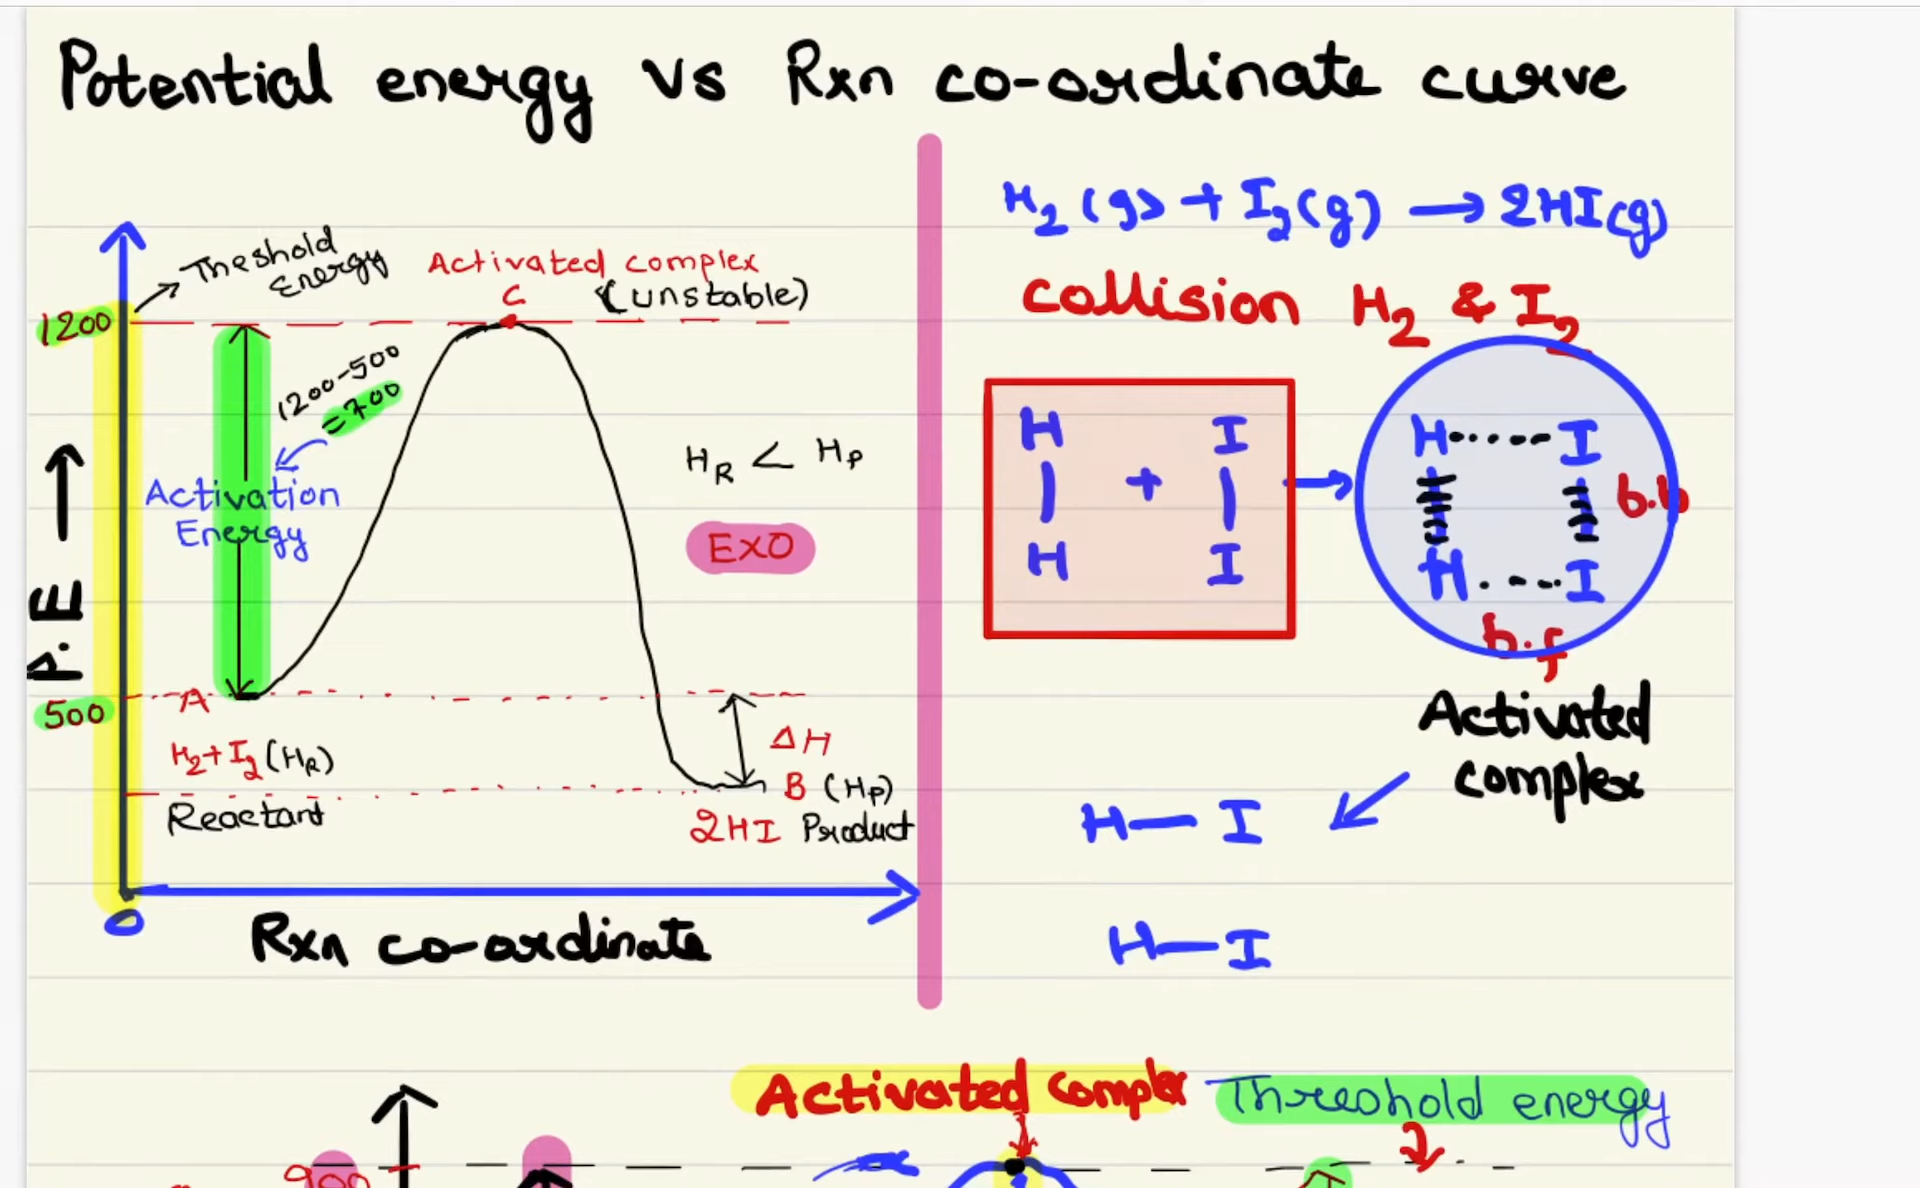 Potential energy vs Rxn co-ordinate curve
Theshold
Energy
Activated complex
C (unstable)
1200
1200-500
=700
Activation
Energy
HR < HP
EXO
P.E
A
500
H2+I2 (HR)
Reactant
ΔH
B (HP)
2HI Product
O
Rxn co-ordinate
H2(g) + I2(g) → 2HI(g)
Collision H2 & I2
H I
+
H I
H I
b.b
H I
b.f
Activated
complex
H—I
H—I
Activated complex
Threshold energy
900